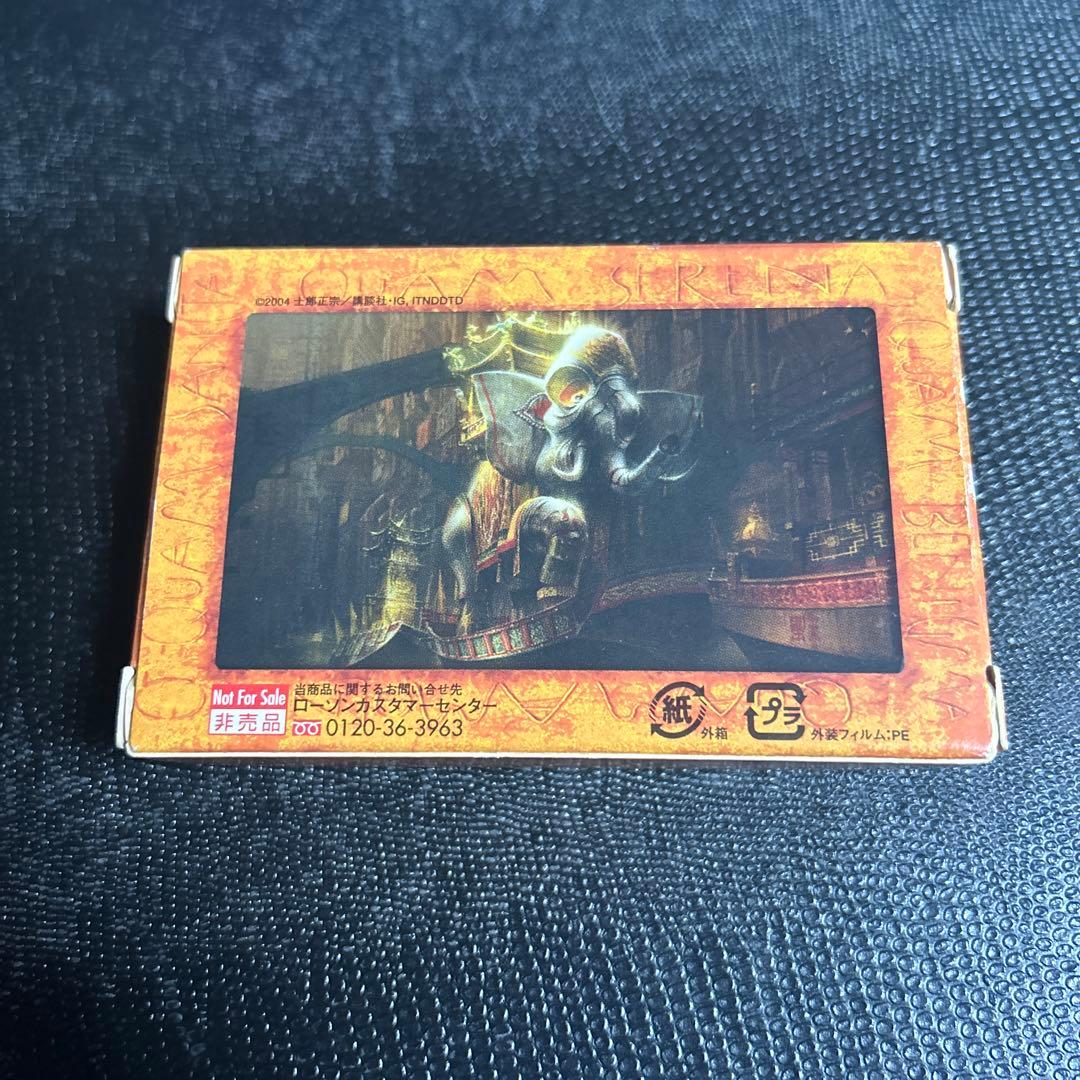 QUAM SERENA
©2004 士郎正宗／講談社・IG, ITNDDTD
QUAM BENIGNA
Not For Sale
非売品
当商品に関するお問い合せ先
ローソンカスタマーセンター
0120-36-3963
紙
外箱
プラ
外装フィルム:PE